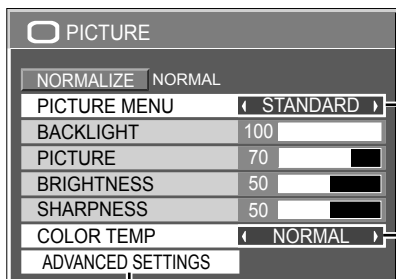 PICTURE
NORMALIZE NORMAL
PICTURE MENU STANDARD
BACKLIGHT 100
PICTURE 70
BRIGHTNESS 50
SHARPNESS 50
COLOR TEMP NORMAL
ADVANCED SETTINGS